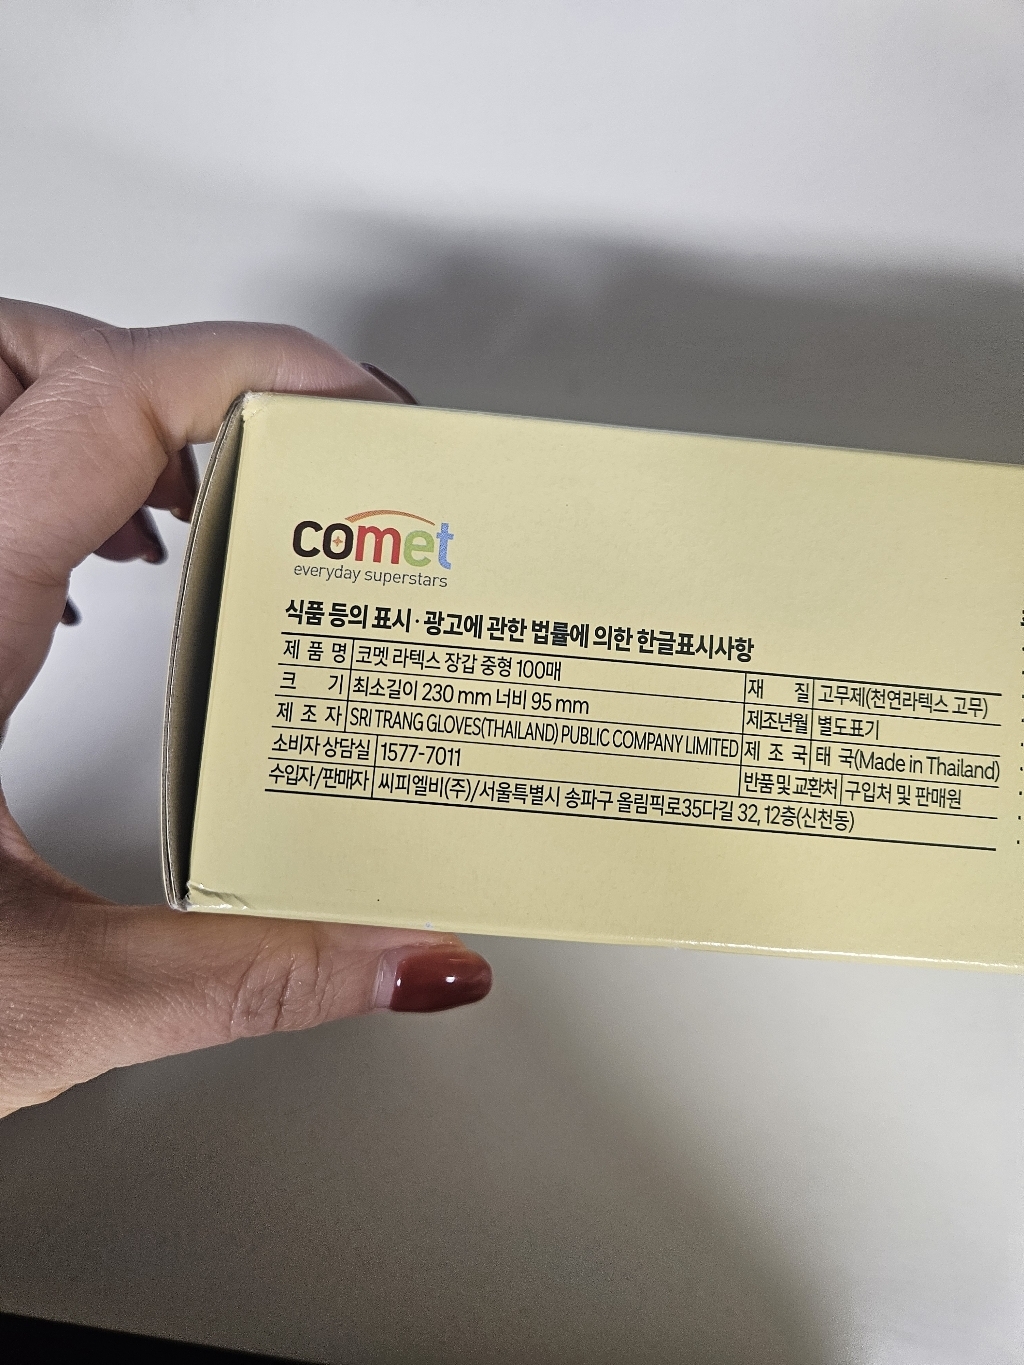 comet
everyday superstars
식품 등의 표시·광고에 관한 법률에 의한 한글표시사항
제품명 코멧 라텍스 장갑 중형 100매 재질 고무제(천연라텍스 고무)
크기 최소길이 230 mm 너비 95 mm 제조년월 별도표기
제조자 SRI TRANG GLOVES(THAILAND) PUBLIC COMPANY LIMITED 제조국 태국(Made in Thailand)
소비자상담실 1577-7011 반품및교환처 구입처 및 판매원
수입자/판매자 씨피엘비(주)/서울특별시 송파구 올림픽로35다길 32, 12층(신천동)